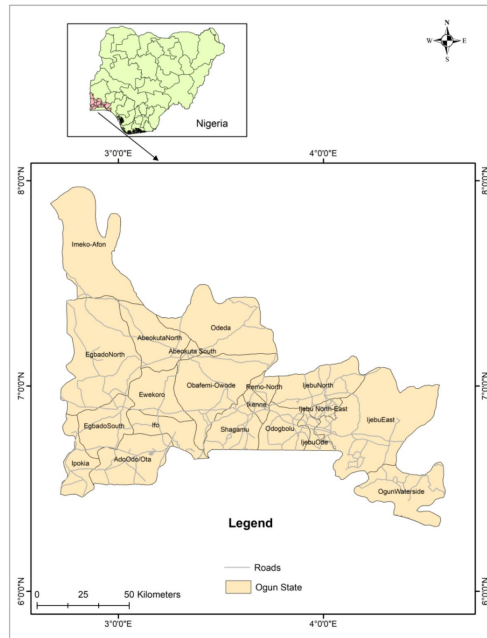 N
W E
S
Nigeria
3°0'0"E 4°0'0"E
8°0'0"N 8°0'0"N
Imeko-Afon
Odeda
AbeokutaNorth
Abeokuta South
EgbadoNorth
7°0'0"N 7°0'0"N
Obafemi-Owode
Remo-North
IjebuNorth
Ewekoro
Ikenne
Ijebu North-East
IjebuEast
EgbadoSouth
Ifo
Shagamu
Odogbolu
IjebuOde
Ipokia
AdoOdo/Ota
OgunWaterside
Legend
Roads
Ogun State
6°0'0"N 6°0'0"N
0 25 50 Kilometers
3°0'0"E 4°0'0"E